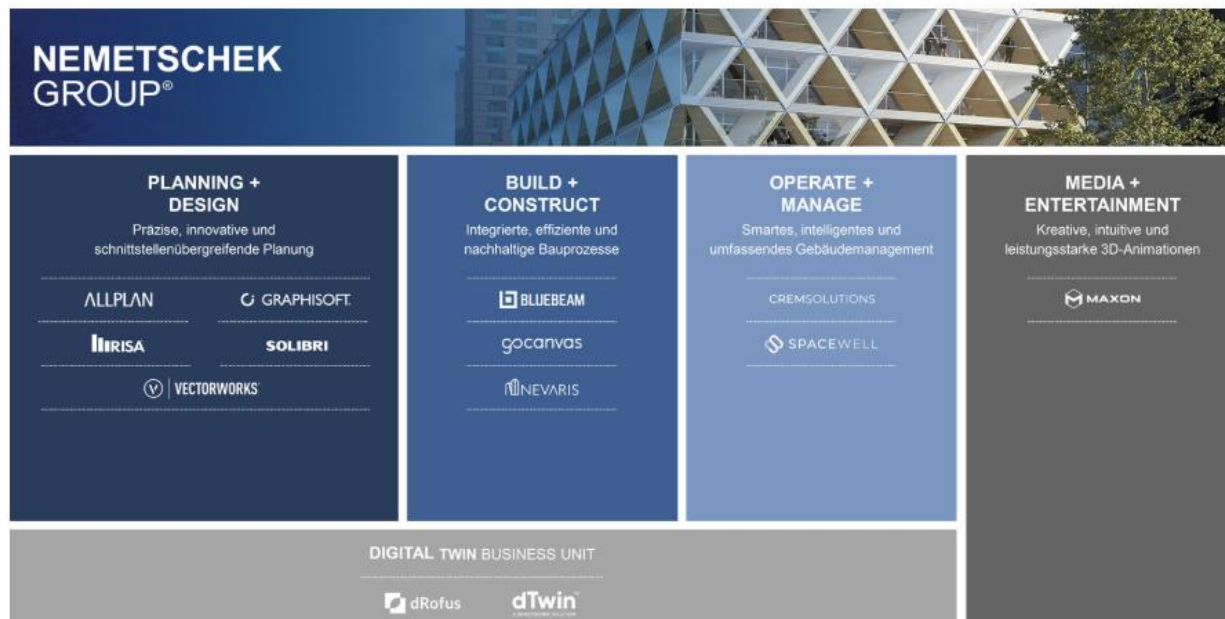 NEMETSCHEK
GROUP®
PLANNING +
DESIGN
Präzise, innovative und
schnittstellenübergreifende Planung
ALLPLAN
GRAPHISOFT.
RISA
SOLIBRI
VECTORWORKS
BUILD +
CONSTRUCT
Integrierte, effiziente und
nachhaltige Bauprozesse
BLUEBEAM
gocanvas
NEVARIS
OPERATE +
MANAGE
Smartes, intelligentes und
umfassendes Gebäudemanagement
CREMSOLUTIONS
SPACEWELL
MEDIA +
ENTERTAINMENT
Kreative, intuitive und
leistungsstarke 3D-Animationen
MAXON
DIGITAL TWIN BUSINESS UNIT
dRofus
dTwin